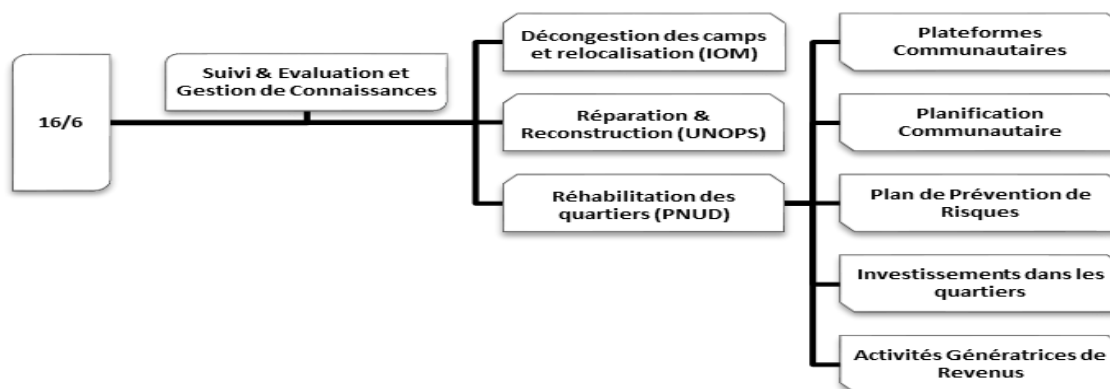 16/6
Suivi & Evaluation et
Gestion de Connaissances
Décongestion des camps
et relocalisation (IOM)
Réparation &
Reconstruction (UNOPS)
Réhabilitation des
quartiers (PNUD)
Plateformes
Communautaires
Planification
Communautaire
Plan de Prévention de
Risques
Investissements dans les
quartiers
Activités Génératrices de
Revenus